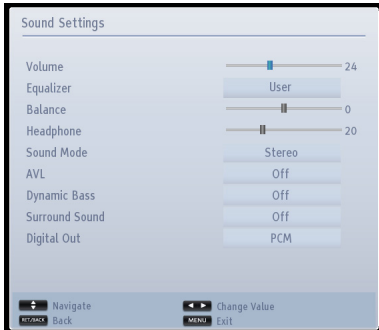 Sound Settings
Volume 24
Equalizer User
Balance 0
Headphone 20
Sound Mode Stereo
AVL Off
Dynamic Bass Off
Surround Sound Off
Digital Out PCM
Navigate Change Value
RET./BACK Back MENU Exit